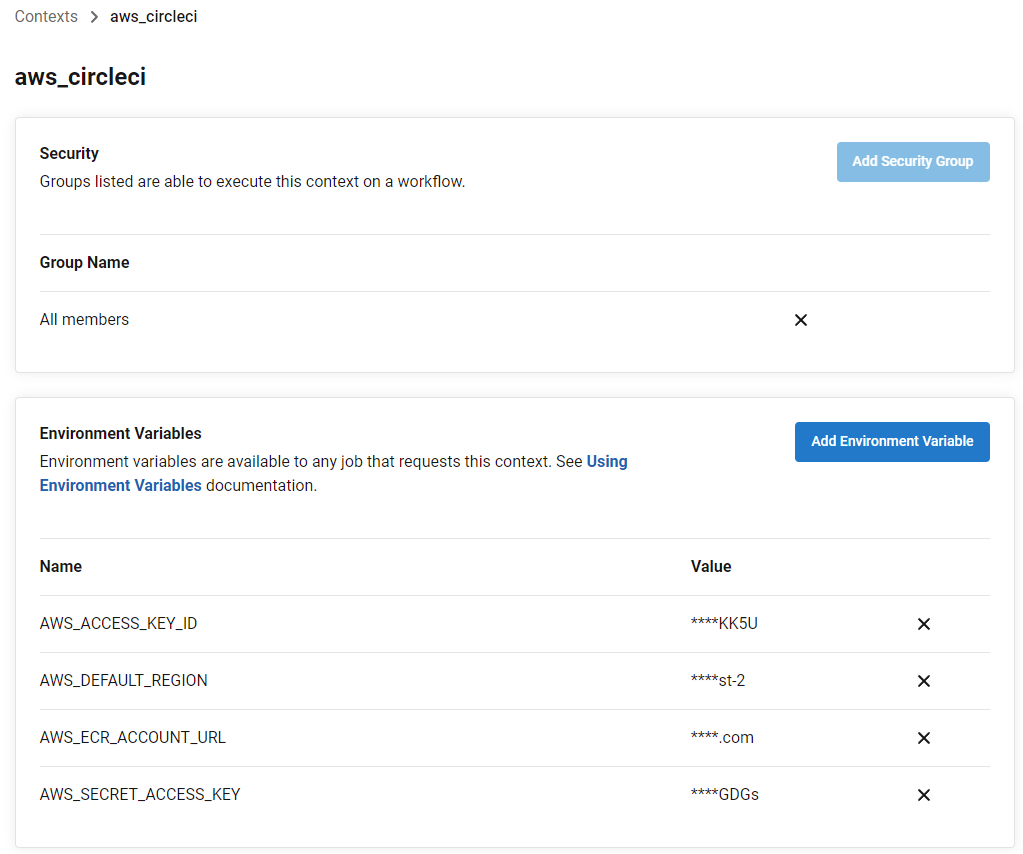 Contexts > aws_circleci
aws_circleci
Security
Add Security Group
Groups listed are able to execute this context on a workflow.
Group Name
All members
Environment Variables
Add Environment Variable
Environment variables are available to any job that requests this context. See Using
Environment Variables documentation.
Name Value
AWS_ACCESS_KEY_ID ****KK5U
AWS_DEFAULT_REGION ****st-2
AWS_ECR_ACCOUNT_URL ****.com
AWS_SECRET_ACCESS_KEY ****GDGs